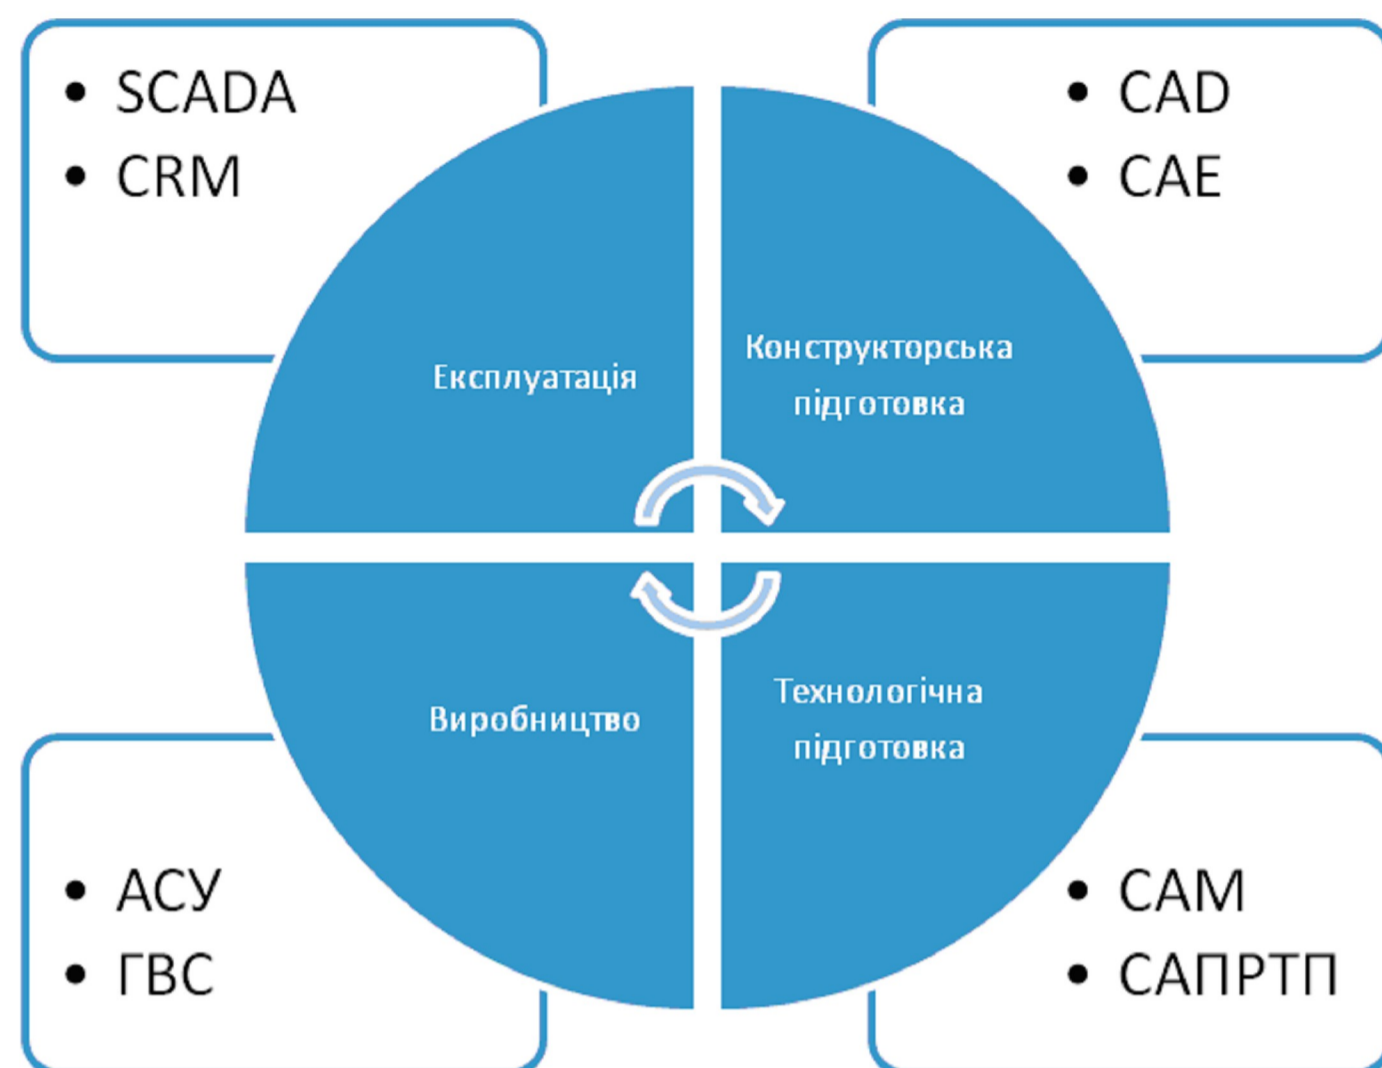 • SCADA
• CRM
• CAD
• CAE
Експлуатація
Конструкторська
підготовка
Виробництво
Технологічна
підготовка
• АСУ
• ГВС
• CAM
• САПРТП